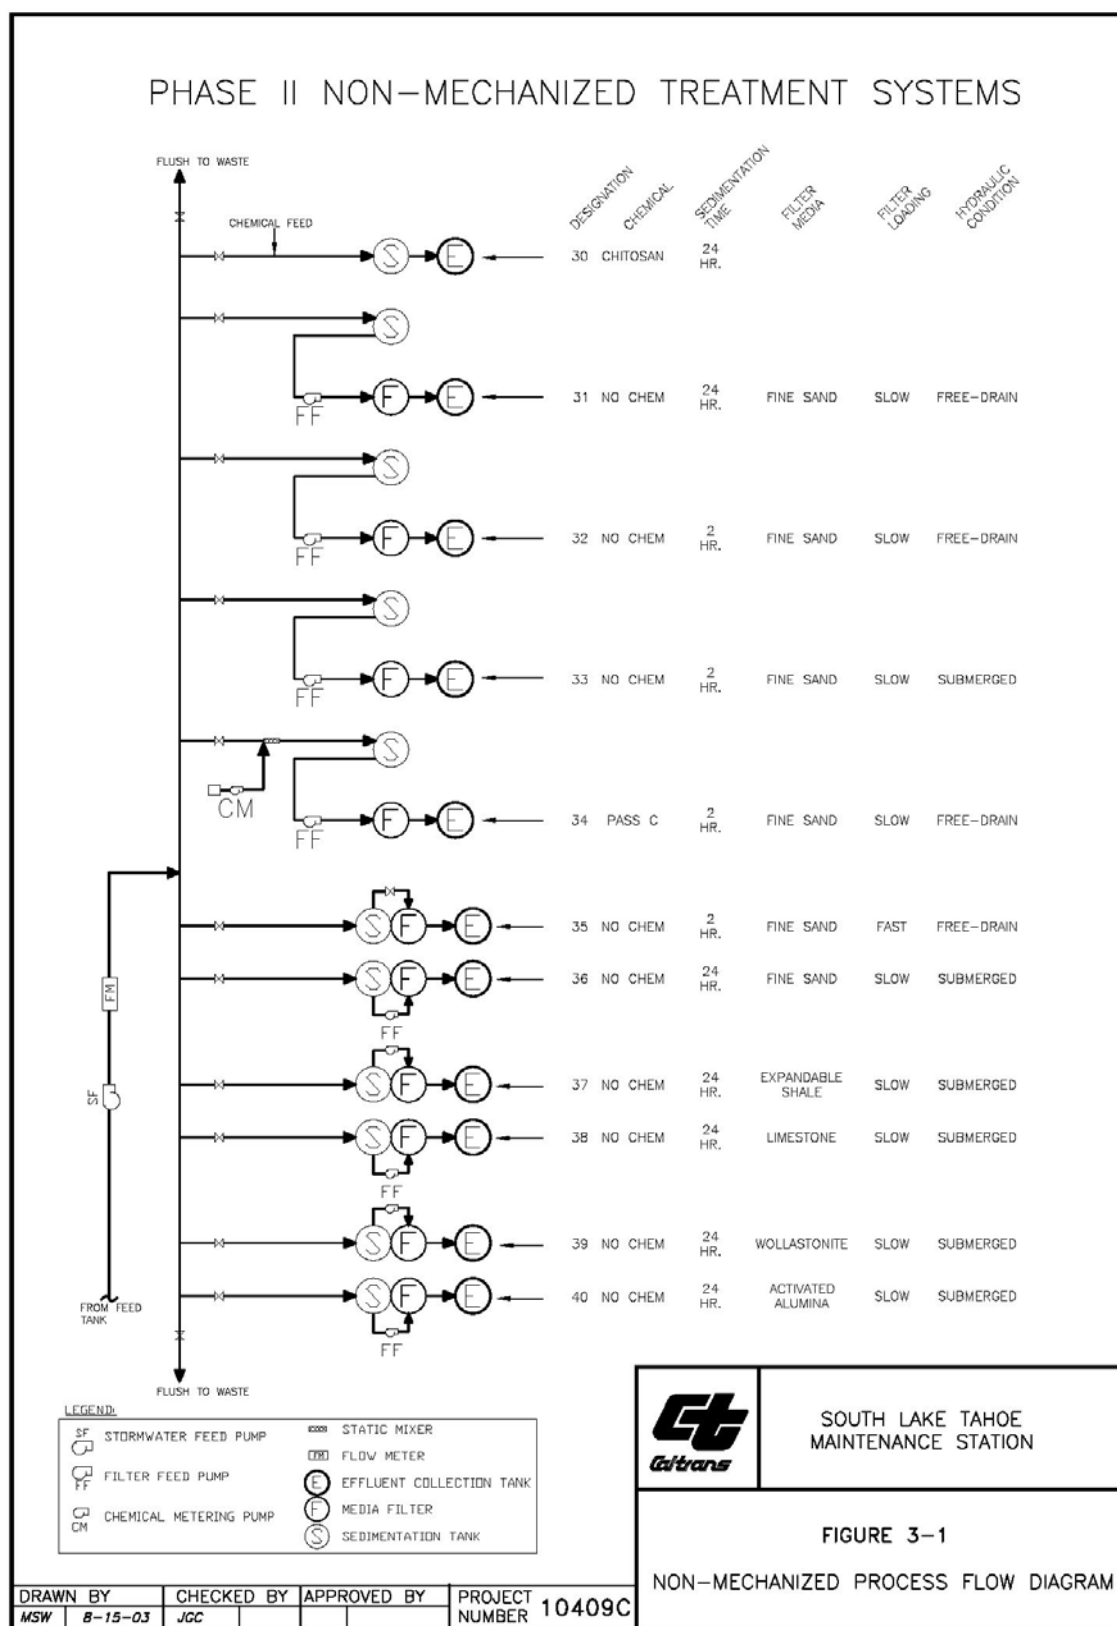 PHASE II NON-MECHANIZED TREATMENT SYSTEMS
FLUSH TO WASTE
DESIGNATION
CHEMICAL
SEDIMENTATION
TIME
FILTER
MEDIA
FILTER
LOADING
HYDRAULIC
CONDITION
CHEMICAL FEED
S E 30 CHITOSAN 24 HR.
S
FF F E 31 NO CHEM 24 HR. FINE SAND SLOW FREE-DRAIN
S
FF F E 32 NO CHEM 2 HR. FINE SAND SLOW FREE-DRAIN
S
FF F E 33 NO CHEM 2 HR. FINE SAND SLOW SUBMERGED
S
CM
FF F E 34 PASS C 2 HR. FINE SAND SLOW FREE-DRAIN
S F E 35 NO CHEM 2 HR. FINE SAND FAST FREE-DRAIN
FM
S F E 36 NO CHEM 24 HR. FINE SAND SLOW SUBMERGED
FF
SF
S F E 37 NO CHEM 24 HR. EXPANDABLE SHALE SLOW SUBMERGED
S F E 38 NO CHEM 24 HR. LIMESTONE SLOW SUBMERGED
FF
S F E 39 NO CHEM 24 HR. WOLLASTONITE SLOW SUBMERGED
S F E 40 NO CHEM 24 HR. ACTIVATED ALUMINA SLOW SUBMERGED
FF
FROM FEED
TANK
FLUSH TO WASTE
LEGEND:
SF STORMWATER FEED PUMP
FF FILTER FEED PUMP
CM CHEMICAL METERING PUMP
STATIC MIXER
FM FLOW METER
E EFFLUENT COLLECTION TANK
F MEDIA FILTER
S SEDIMENTATION TANK
Ct
Caltrans
SOUTH LAKE TAHOE
MAINTENANCE STATION
FIGURE 3-1
NON-MECHANIZED PROCESS FLOW DIAGRAM
DRAWN BY CHECKED BY APPROVED BY
MSW 8-15-03 JGC
PROJECT
NUMBER 10409C